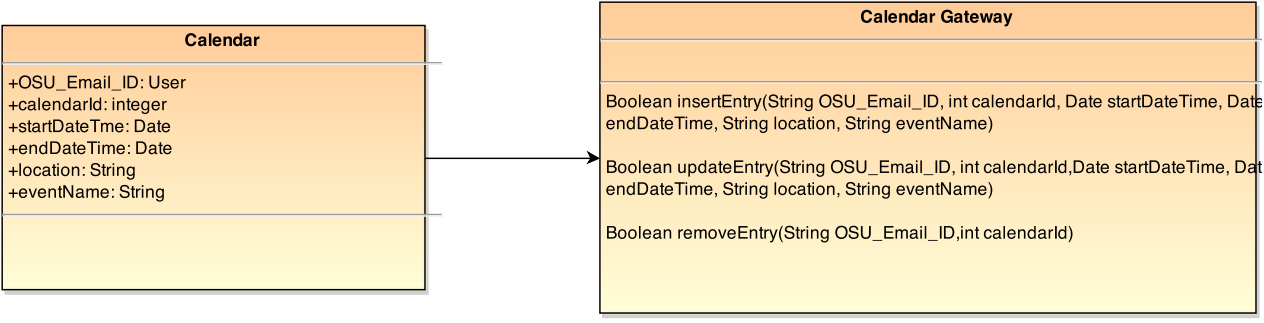 Calendar
+OSU_Email_ID: User
+calendarId: integer
+startDateTme: Date
+endDateTime: Date
+location: String
+eventName: String
Calendar Gateway
Boolean insertEntry(String OSU_Email_ID, int calendarId, Date startDateTime, Date
endDateTime, String location, String eventName)
Boolean updateEntry(String OSU_Email_ID, int calendarId,Date startDateTime, Dat
endDateTime, String location, String eventName)
Boolean removeEntry(String OSU_Email_ID,int calendarId)